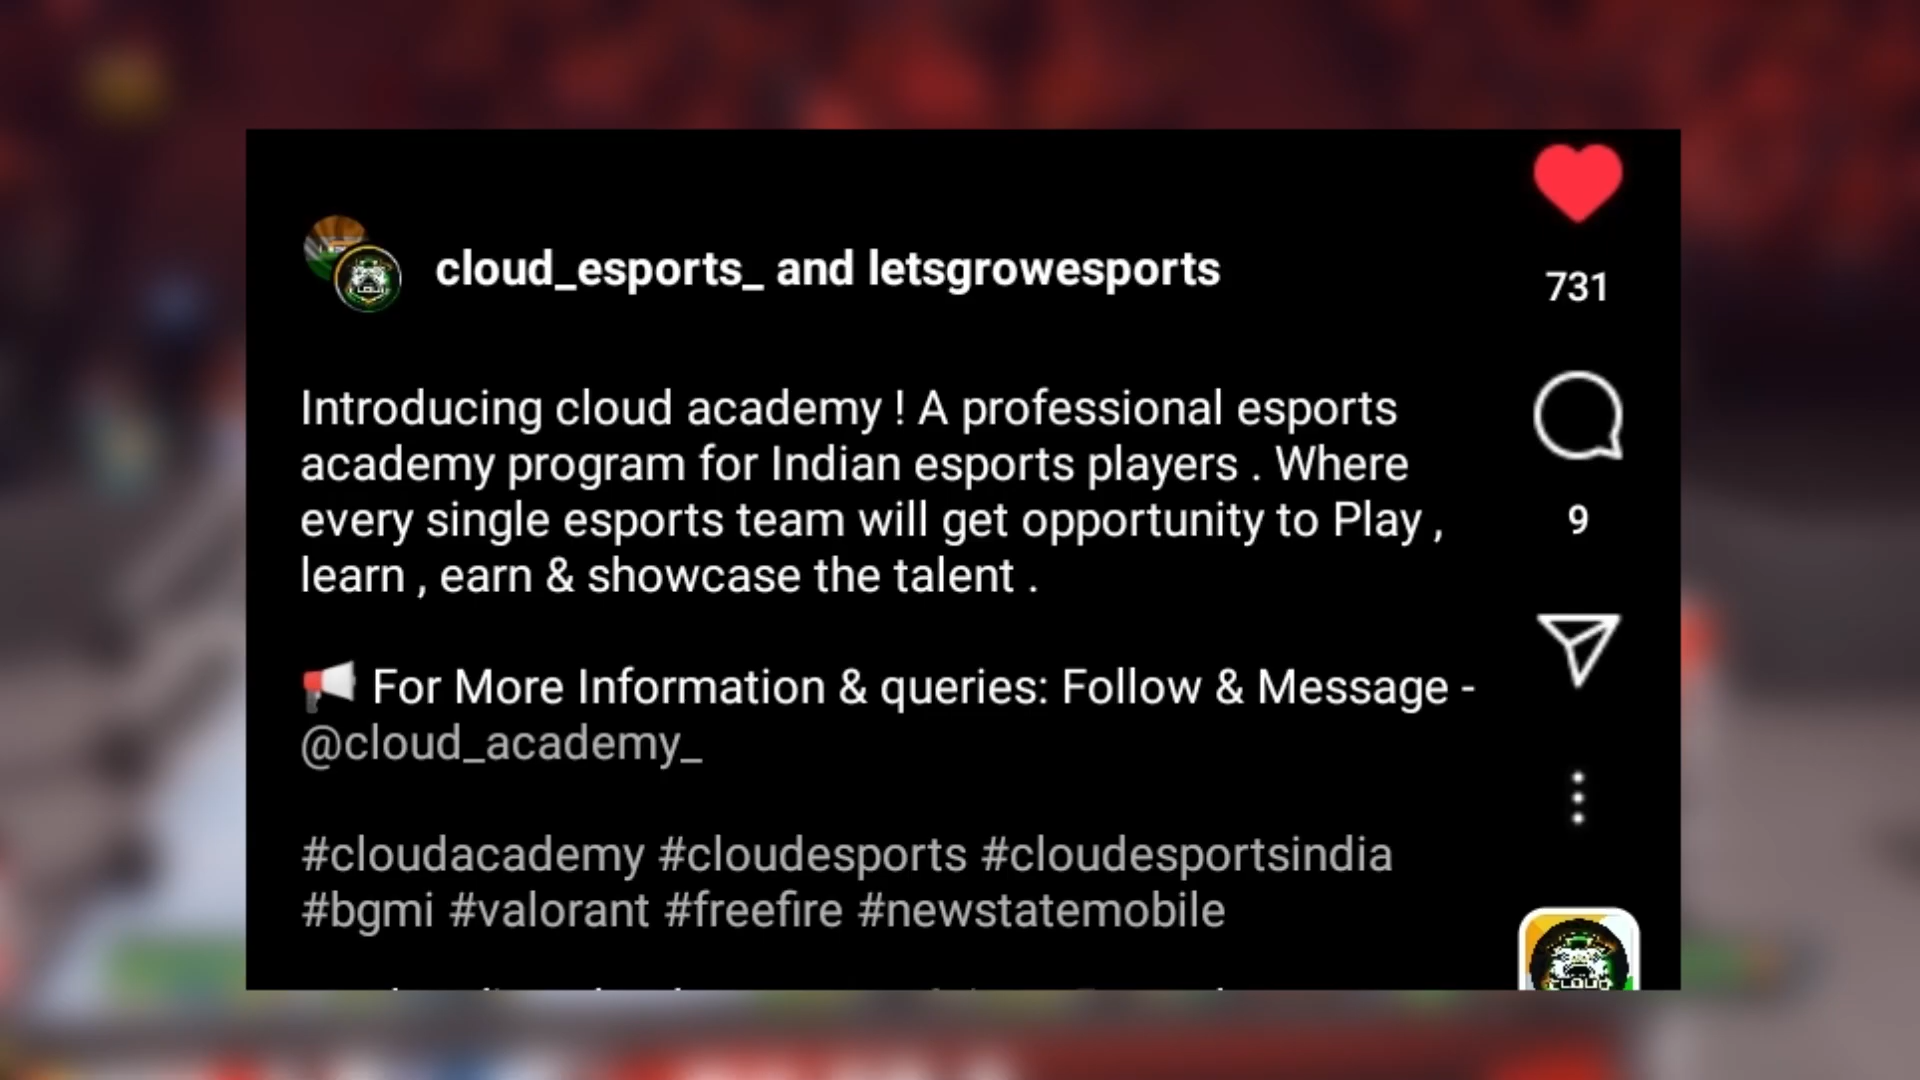 cloud_esports_ and letsgrowesports
731
Introducing cloud academy ! A professional esports
academy program for Indian esports players . Where
every single esports team will get opportunity to Play ,
learn , earn & showcase the talent .
9
📢 For More Information & queries: Follow & Message -
@cloud_academy_
#cloudacademy #cloudesports #cloudesportsindia
#bgmi #valorant #freefire #newstatemobile
CLOUD